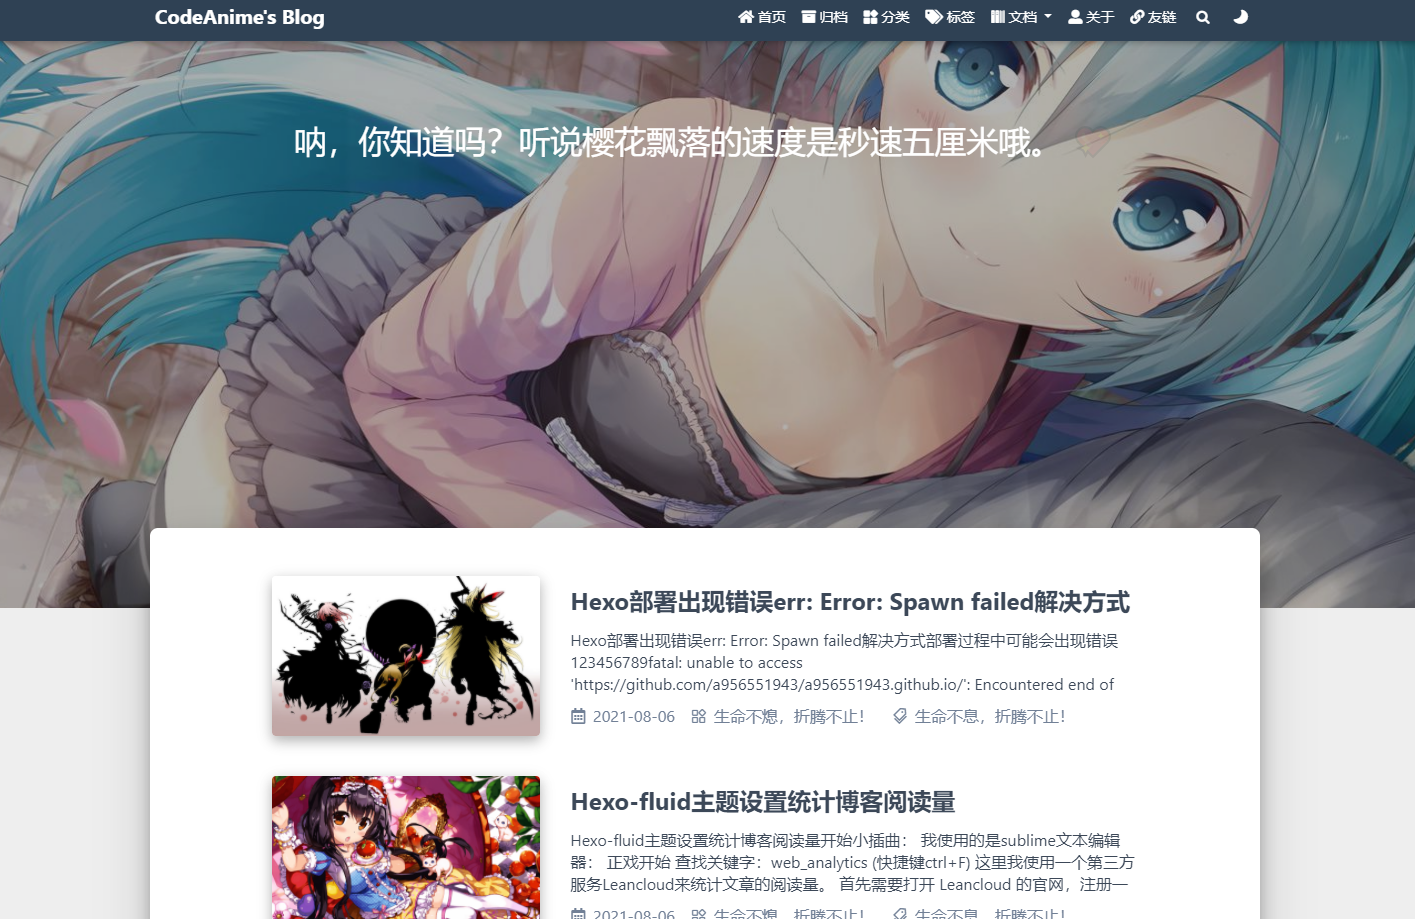 CodeAnime's Blog 首页 归档 分类 标签 文档 关于 友链
呐，你知道吗？听说樱花飘落的速度是秒速五厘米哦。
Hexo部署出现错误err: Error: Spawn failed解决方式
Hexo部署出现错误err: Error: Spawn failed解决方式部署过程中可能会出现错误
123456789fatal: unable to access
'https://github.com/a956551943/a956551943.github.io/': Encountered end of
2021-08-06 生命不熄，折腾不止！ 生命不息，折腾不止！
Hexo-fluid主题设置统计博客阅读量
Hexo-fluid主题设置统计博客阅读量开始小插曲： 我使用的是sublime文本编辑
器： 正戏开始 查找关键字：web_analytics (快捷键ctrl+F) 这里我使用一个第三方
服务Leancloud来统计文章的阅读量。 首先需要打开 Leancloud 的官网，注册一
2021-08-06 生命不熄，折腾不止！ 生命不息，折腾不止！